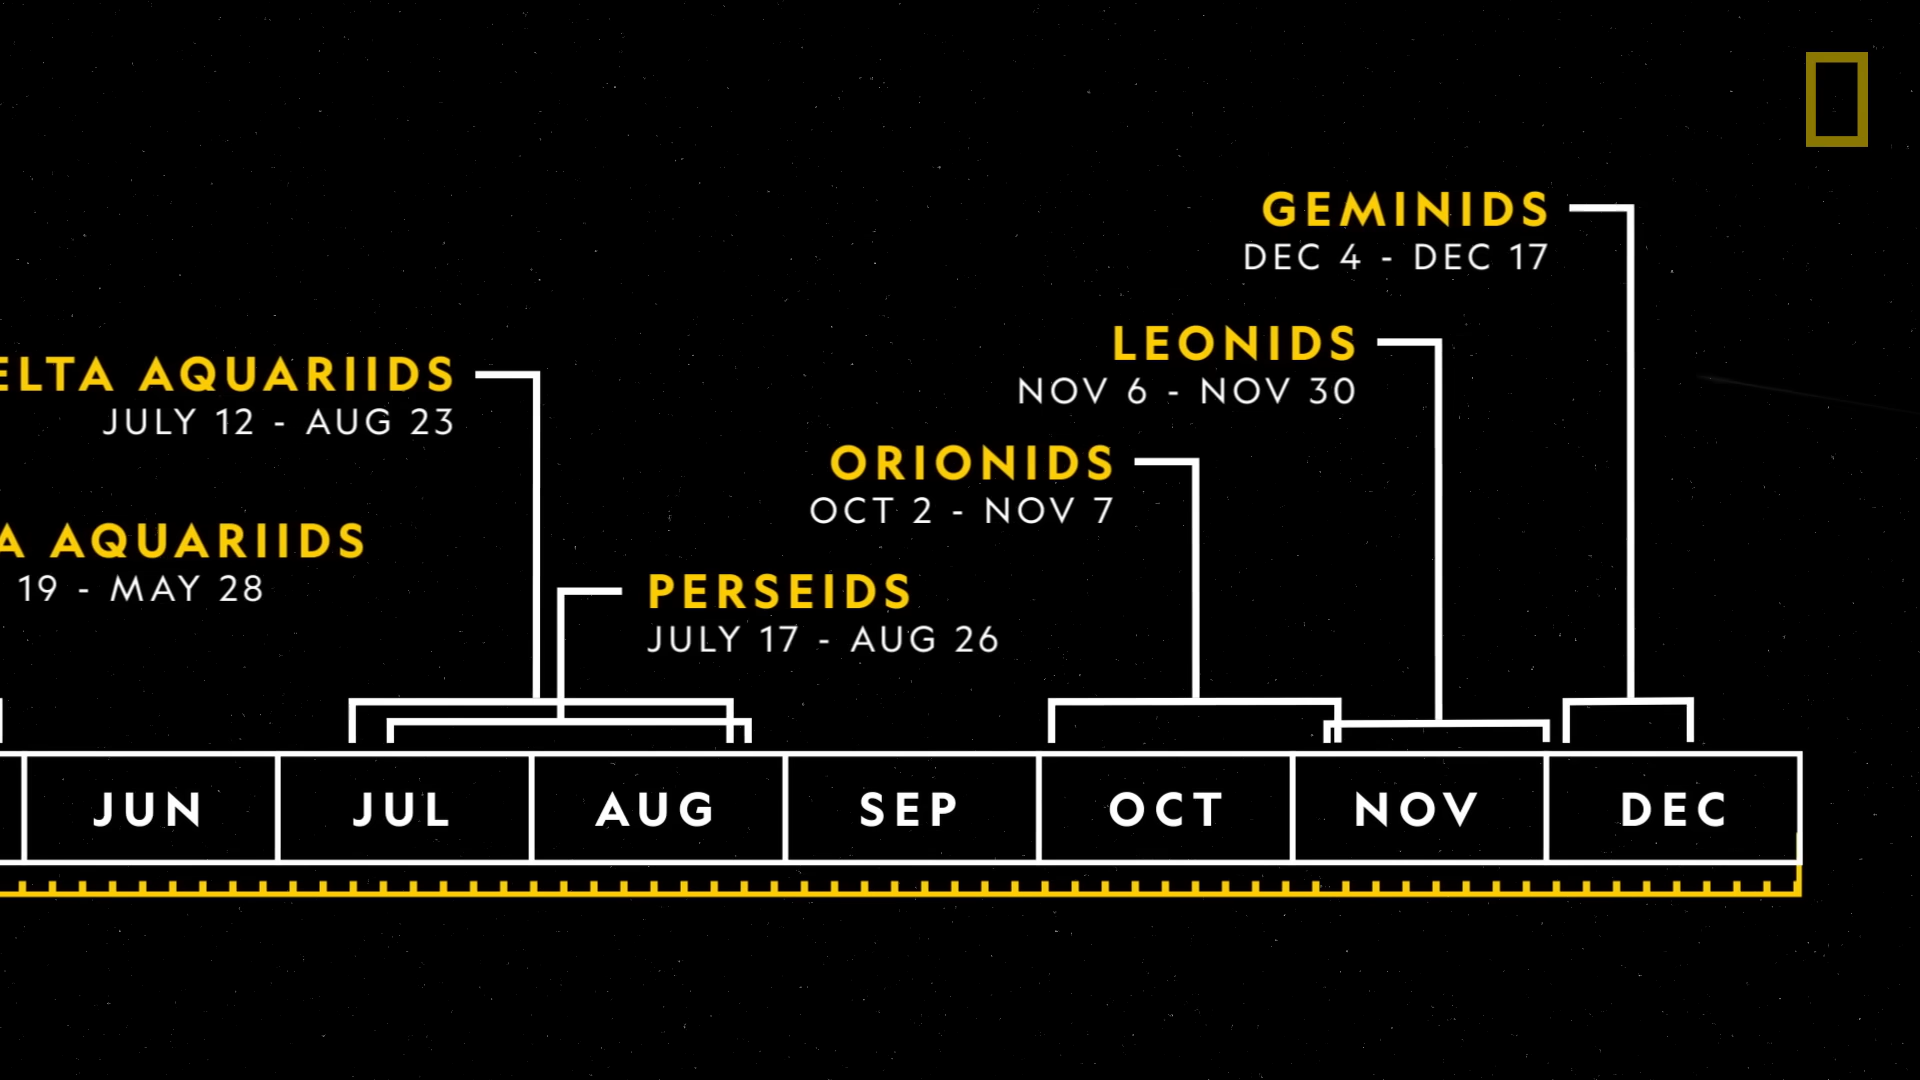 GEMINIDS
DEC 4 - DEC 17
LEONIDS
NOV 6 - NOV 30
ELTA AQUARIIDS
JULY 12 - AUG 23
ORIONIDS
OCT 2 - NOV 7
A AQUARIIDS
19 - MAY 28
PERSEIDS
JULY 17 - AUG 26
JUN JUL AUG SEP OCT NOV DEC